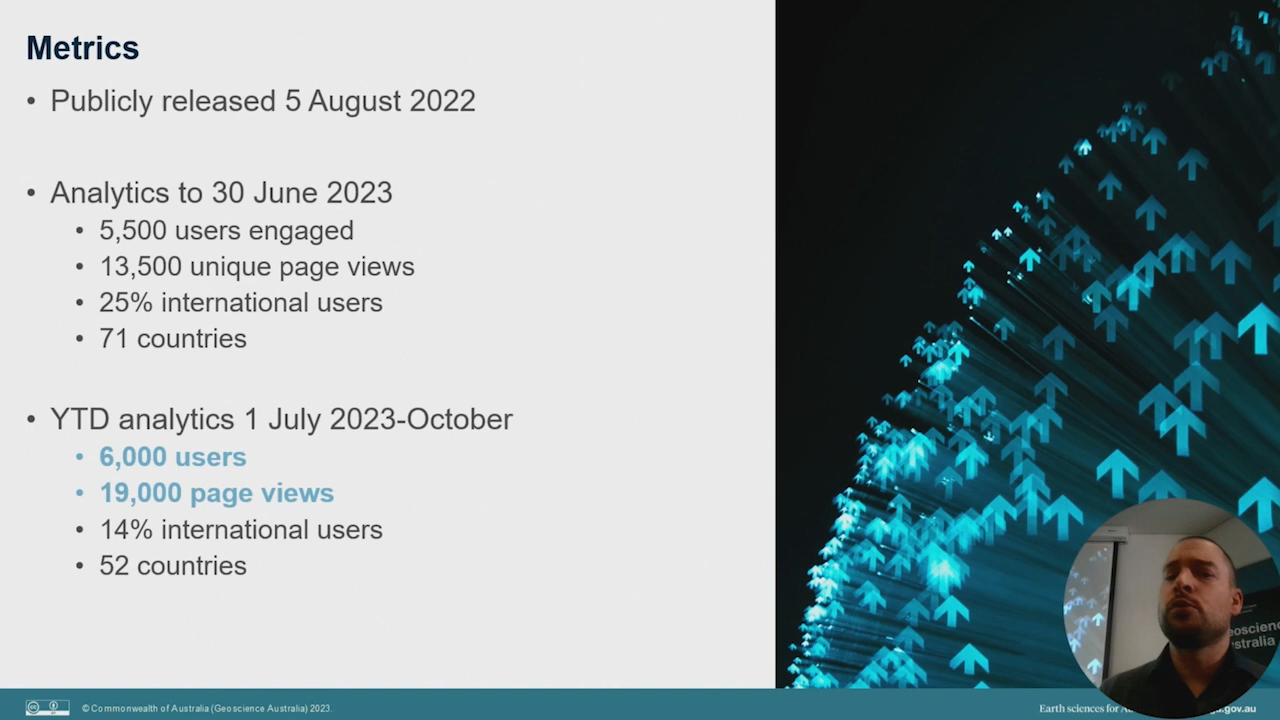 Metrics
• Publicly released 5 August 2022
• Analytics to 30 June 2023
• 5,500 users engaged
• 13,500 unique page views
• 25% international users
• 71 countries
• YTD analytics 1 July 2023-October
• 6,000 users
• 19,000 page views
• 14% international users
• 52 countries
© Commonwealth of Australia (Geoscience Australia) 2023.
Earth sciences for
.gov.au